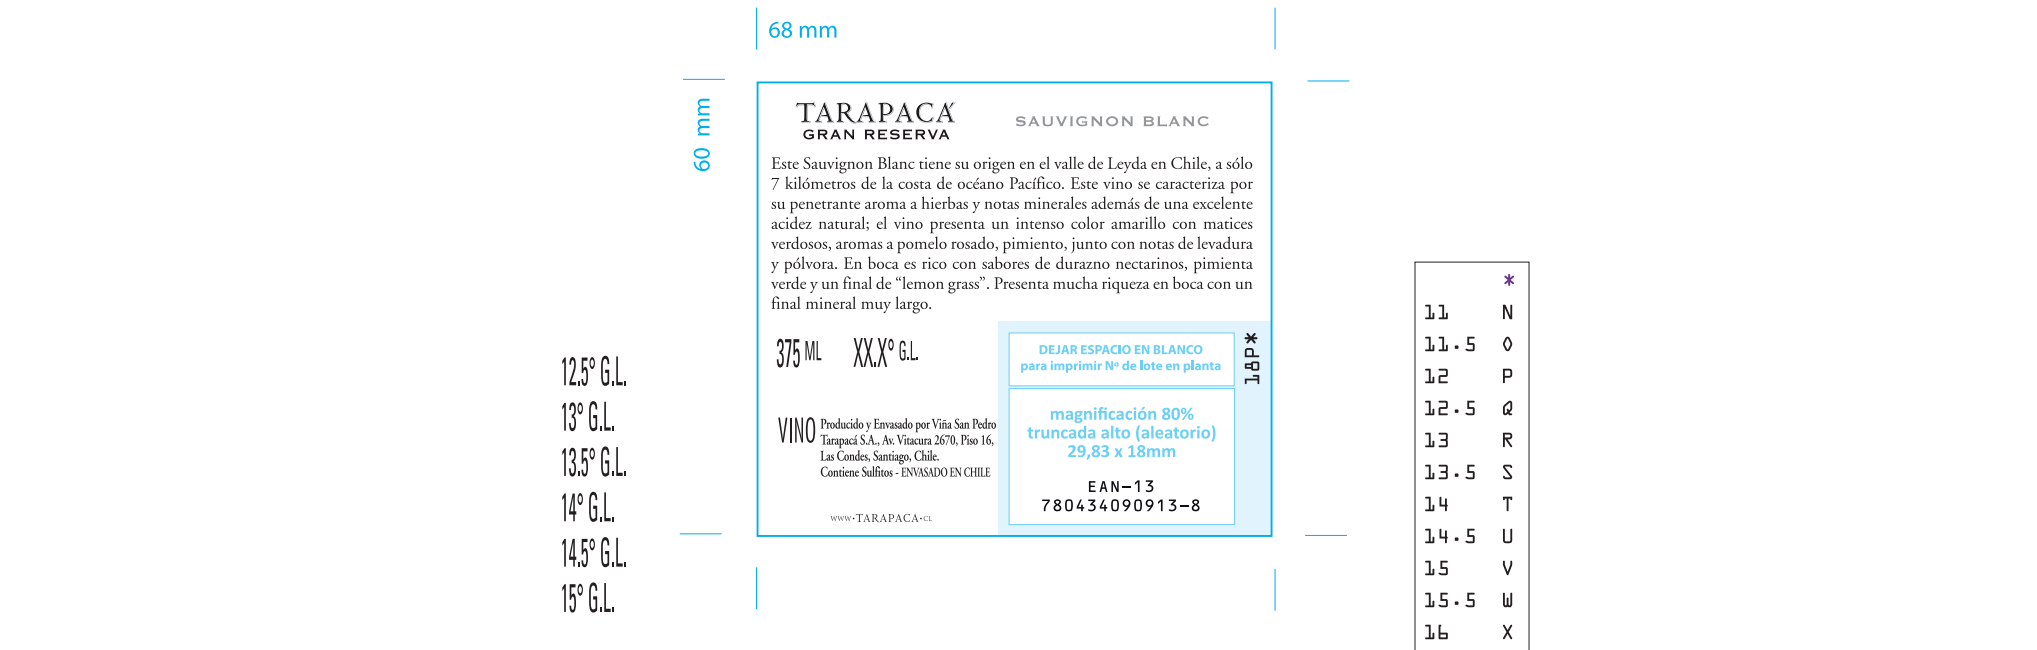 68 mm
60 mm
TARAPACÁ
GRAN RESERVA
SAUVIGNON BLANC
Este Sauvignon Blanc tiene su origen en el valle de Leyda en Chile, a sólo
7 kilómetros de la costa de océano Pacífico. Este vino se caracteriza por
su penetrante aroma a hierbas y notas minerales además de una excelente
acidez natural; el vino presenta un intenso color amarillo con matices
verdosos, aromas a pomelo rosado, pimiento, junto con notas de levadura
y pólvora. En boca es rico con sabores de durazno nectarinos, pimienta
verde y un final de “lemon grass”. Presenta mucha riqueza en boca con un
final mineral muy largo.
375 ML XX.X° G.L.
DEJAR ESPACIO EN BLANCO
para imprimir Nº de lote en planta
18P*
magnificación 80%
truncada alto (aleatorio)
29,83 x 18mm
EAN-13
780434090913-8
VINO
Producido y Envasado por Viña San Pedro
Tarapacá S.A., Av. Vitacura 2670, Piso 16,
Las Condes, Santiago, Chile.
Contiene Sulfitos - ENVASADO EN CHILE
WWW•TARAPACA•CL
12.5° G.L.
13° G.L.
13.5° G.L.
14° G.L.
14.5° G.L.
15° G.L.
*
11 N
11.5 O
12 P
12.5 Q
13 R
13.5 S
14 T
14.5 U
15 V
15.5 W
16 X